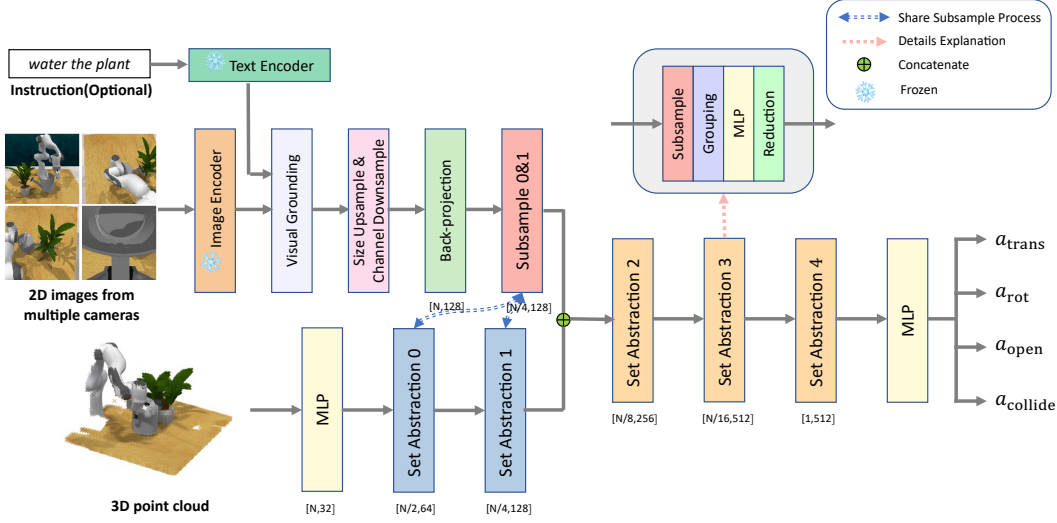 water the plant
Instruction(Optional)
Text Encoder
Share Subsample Process
Details Explanation
Concatenate
Frozen
Subsample
Grouping
MLP
Reduction
Image Encoder
Visual Grounding
Size Upsample &
Channel Downsample
Back-projection
Subsample 0&1
[N,128]
[N/4,128]
2D images from
multiple cameras
Set Abstraction 2
Set Abstraction 3
Set Abstraction 4
MLP
[N/8,256]
[N/16,512]
[1,512]
a_trans
a_rot
a_open
a_collide
3D point cloud
MLP
Set Abstraction 0
Set Abstraction 1
[N,32]
[N/2,64]
[N/4,128]